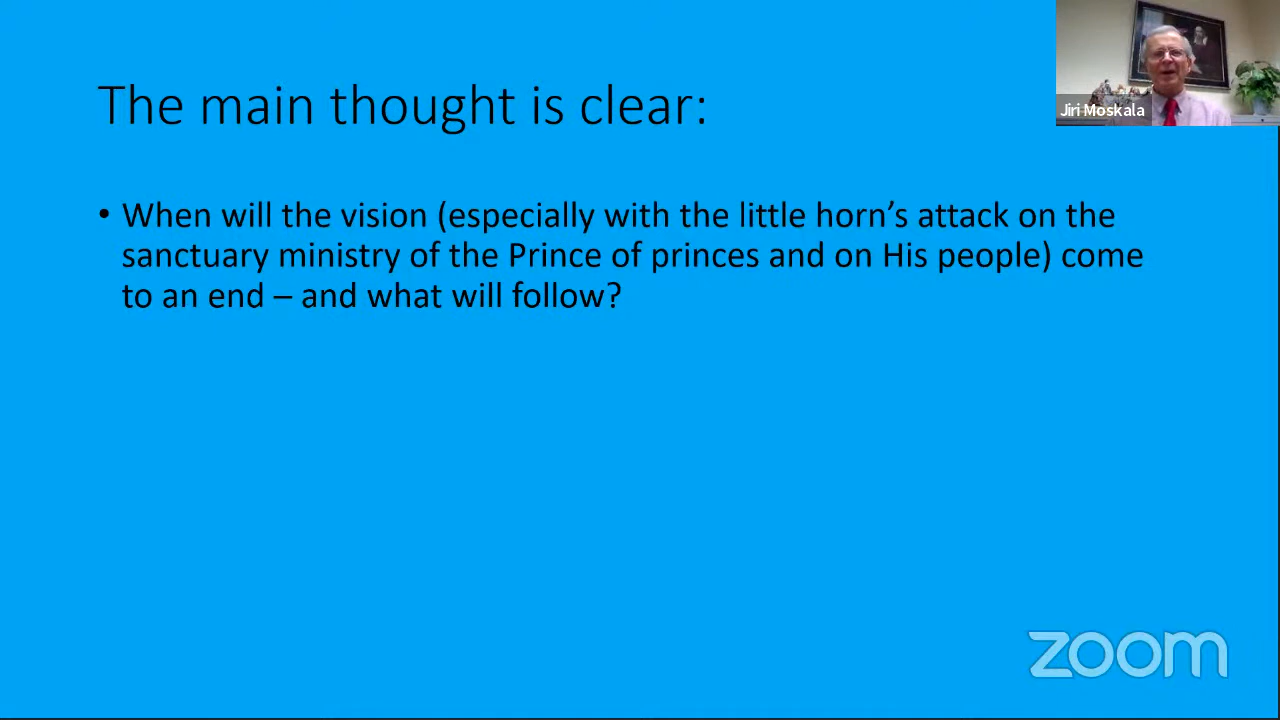 The main thought is clear:
Jiri Moskala
• When will the vision (especially with the little horn’s attack on the
sanctuary ministry of the Prince of princes and on His people) come
to an end – and what will follow?
zoom